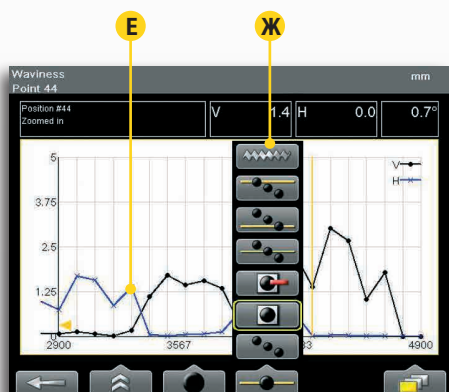 Е Ж
Waviness mm
Point 44
Position #44
Zoomed in
V 1.4 H 0.0 0.7°
5
V
H
3.75
2.5
1.25
0
2900 3567 4900